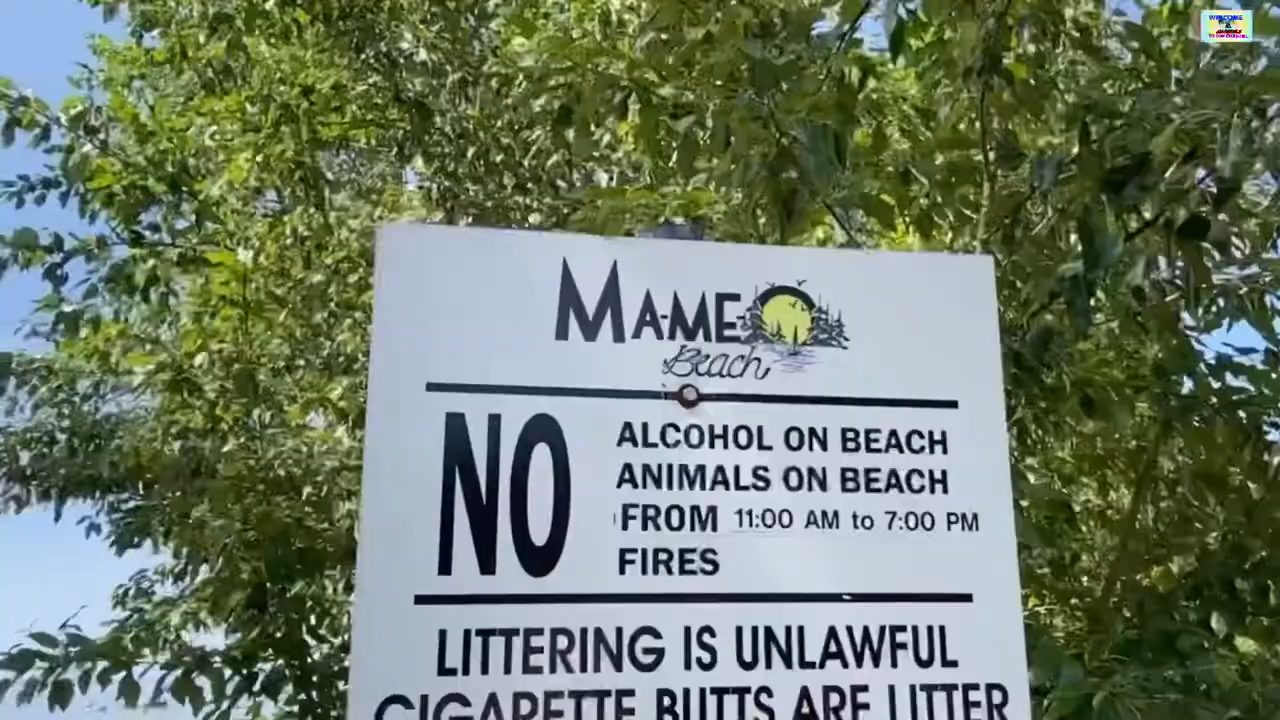 MA-ME-O
Beach
NO
ALCOHOL ON BEACH
ANIMALS ON BEACH
FROM 11:00 AM to 7:00 PM
FIRES
LITTERING IS UNLAWFUL
CIGARETTE BUTTS ARE LITTER
WELCOME